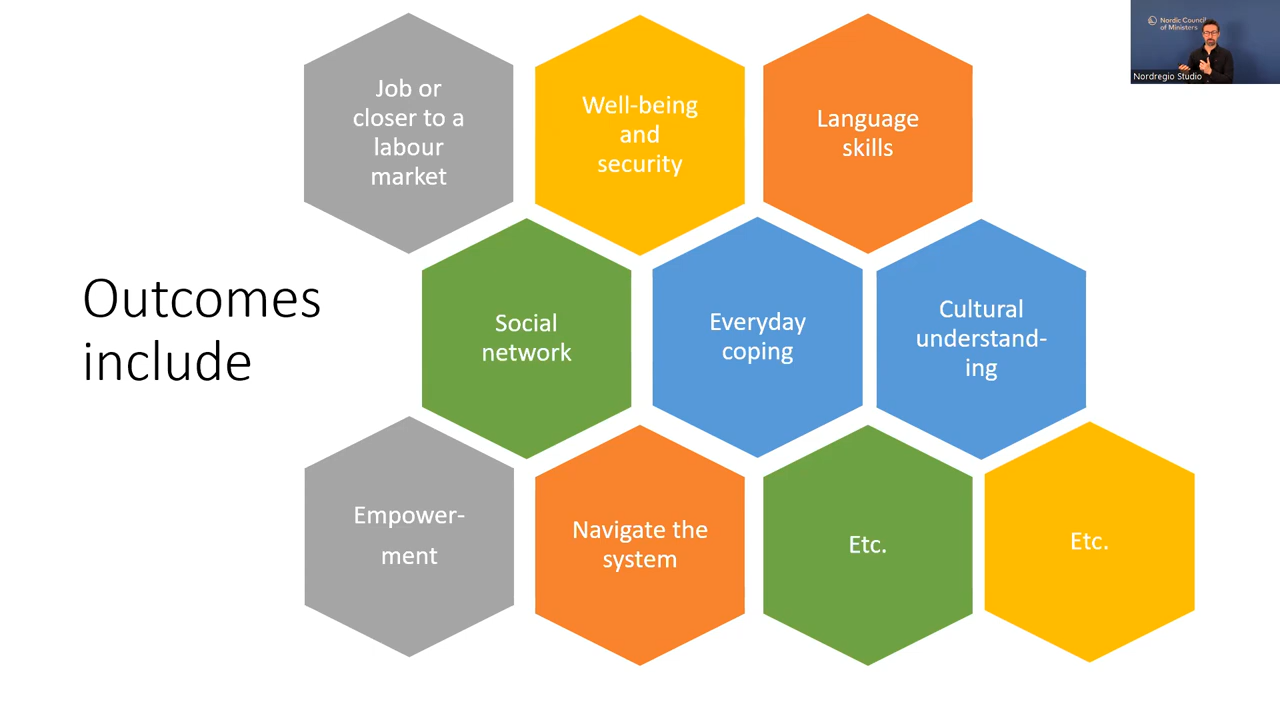 Nordic Council
of Ministers
Nordregio Studio
Job or
closer to a
labour
market
Well-being
and
security
Language
skills
Outcomes
include
Social
network
Everyday
coping
Cultural
understand-
ing
Empower-
ment
Navigate the
system
Etc.
Etc.